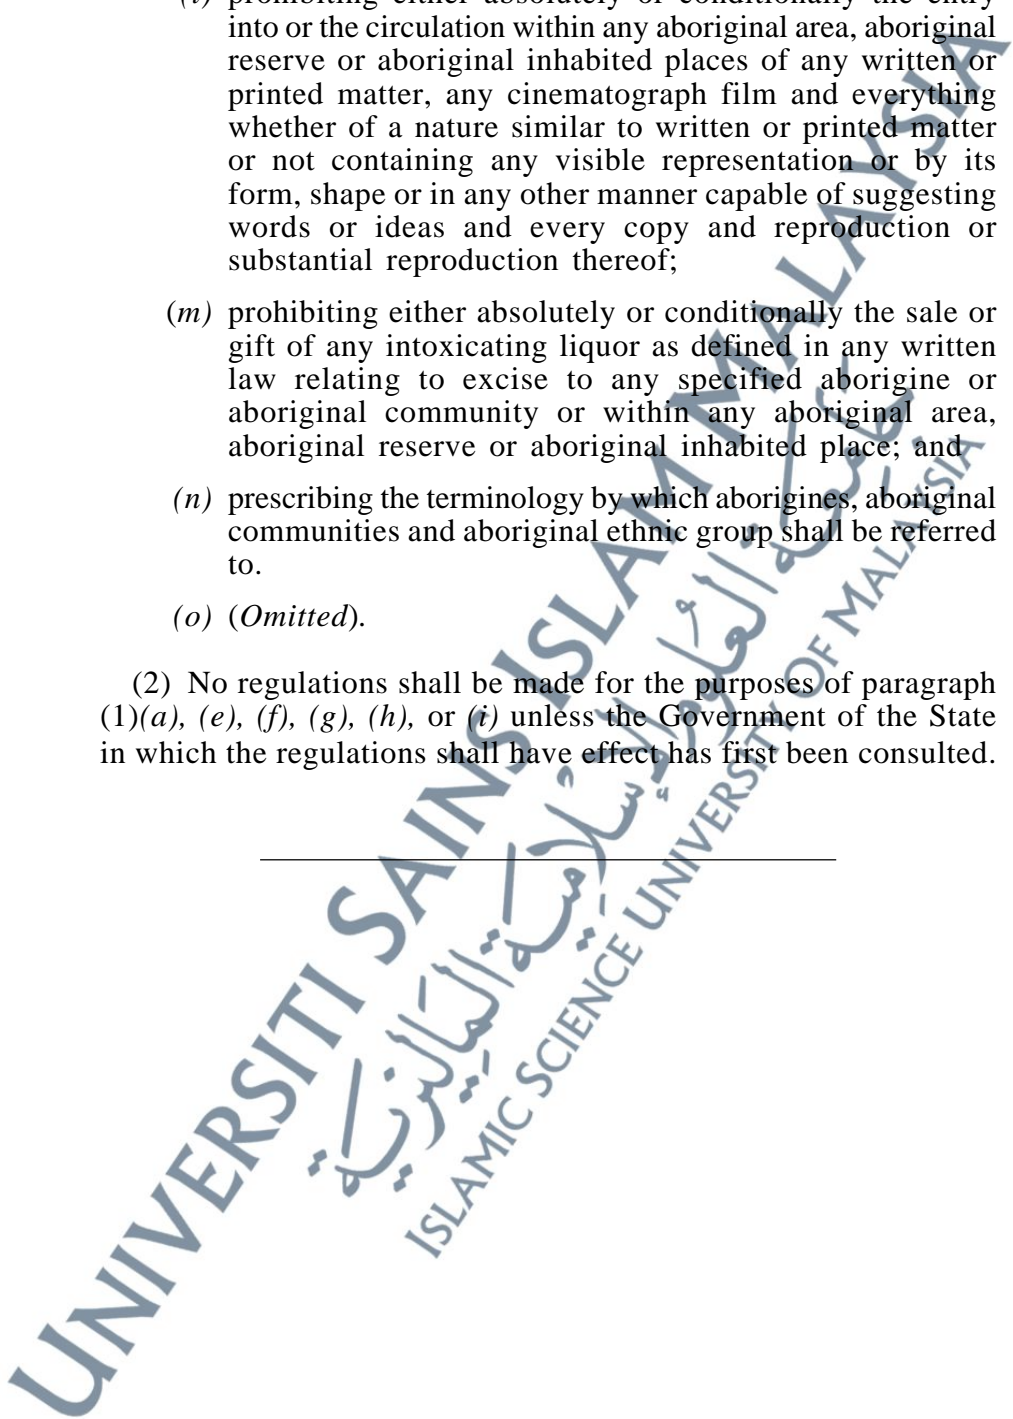 prohibiting either absolutely or conditionally the entry
into or the circulation within any aboriginal area, aboriginal
reserve or aboriginal inhabited places of any written or
printed matter, any cinematograph film and everything
whether of a nature similar to written or printed matter
or not containing any visible representation or by its
form, shape or in any other manner capable of suggesting
words or ideas and every copy and reproduction or
substantial reproduction thereof;
(m) prohibiting either absolutely or conditionally the sale or
gift of any intoxicating liquor as defined in any written
law relating to excise to any specified aborigine or
aboriginal community or within any aboriginal area,
aboriginal reserve or aboriginal inhabited place; and
(n) prescribing the terminology by which aborigines, aboriginal
communities and aboriginal ethnic group shall be referred
to.
(o) (Omitted).
(2) No regulations shall be made for the purposes of paragraph
(1)(a), (e), (f), (g), (h), or (i) unless the Government of the State
in which the regulations shall have effect has first been consulted.
UNIVERSITI SAINS ISLAM MALAYSIA
جامعة العلوم الإسلامية الماليزية
ISLAMIC SCIENCE UNIVERSITY OF MALAYSIA